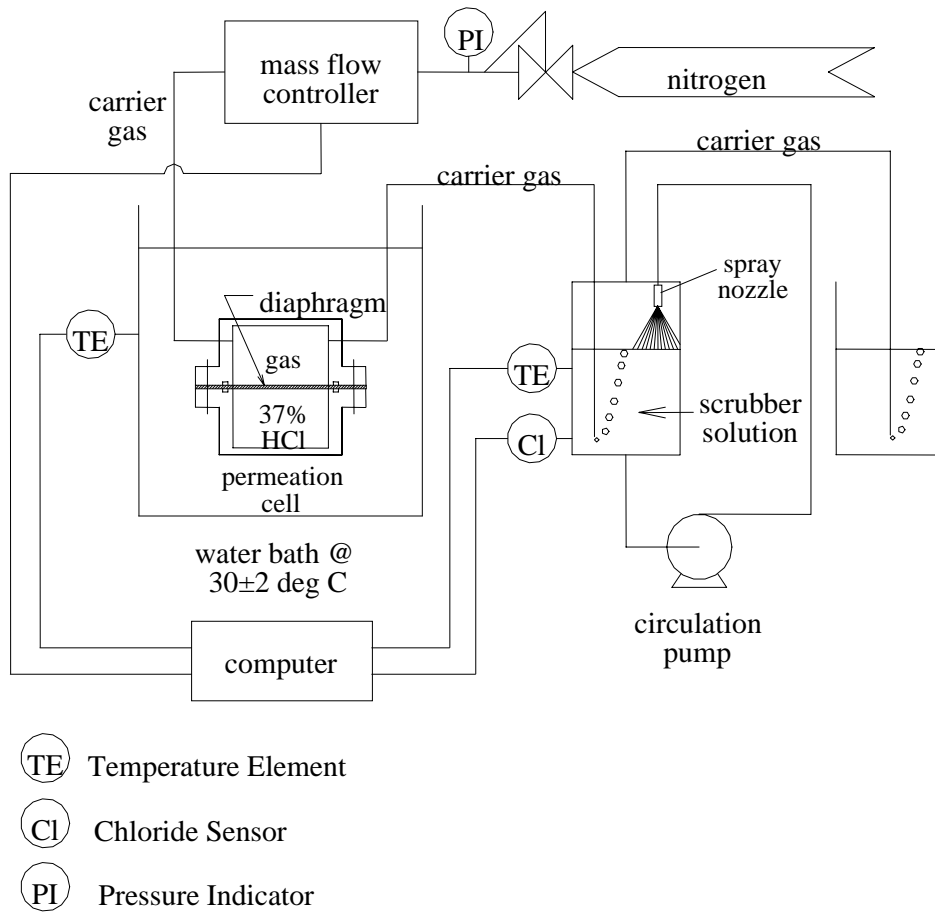 PI
mass flow
controller
nitrogen
carrier
gas
carrier gas
carrier gas
spray
nozzle
diaphragm
TE
gas
TE
37%
HCl
scrubber
solution
Cl
permeation
cell
water bath @
30±2 deg C
circulation
pump
computer
TE Temperature Element
Cl Chloride Sensor
PI Pressure Indicator